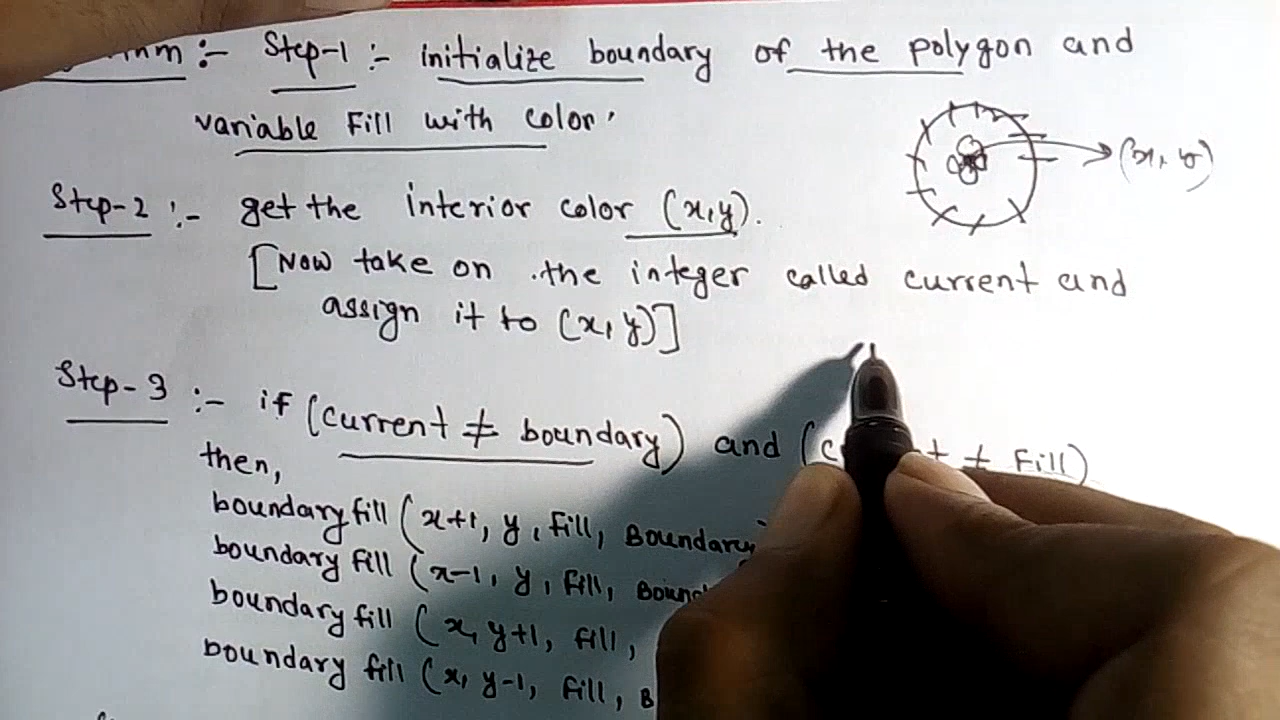 :- Step-1 :- initialize boundary of the polygon and
variable Fill with color.
(x, y)
Step-2 :- get the interior color (x,y).
[Now take on the integer called current and
assign it to (x, y)]
Step-3 :- if (current ≠ boundary) and ( ≠ Fill)
then,
boundary fill (x+1, y, Fill, Boundary)
boundary fill (x-1, y, Fill,
boundary fill (x, y+1, fill,
boundary fill (x, y-1, fill, B